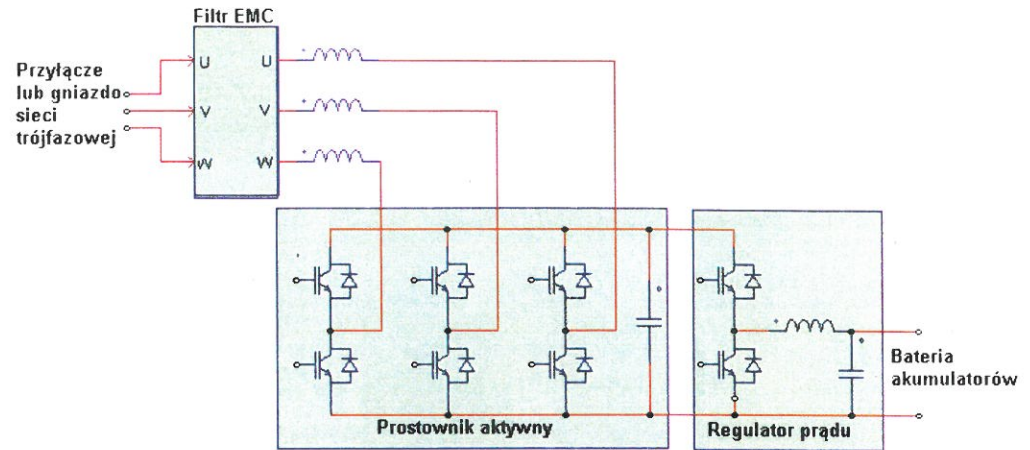 Filtr EMC
Przyłącze
lub gniazdo
sieci
trójfazowej
U U
V V
W W
Prostownik aktywny
Regulator prądu
Bateria
akumulatorów